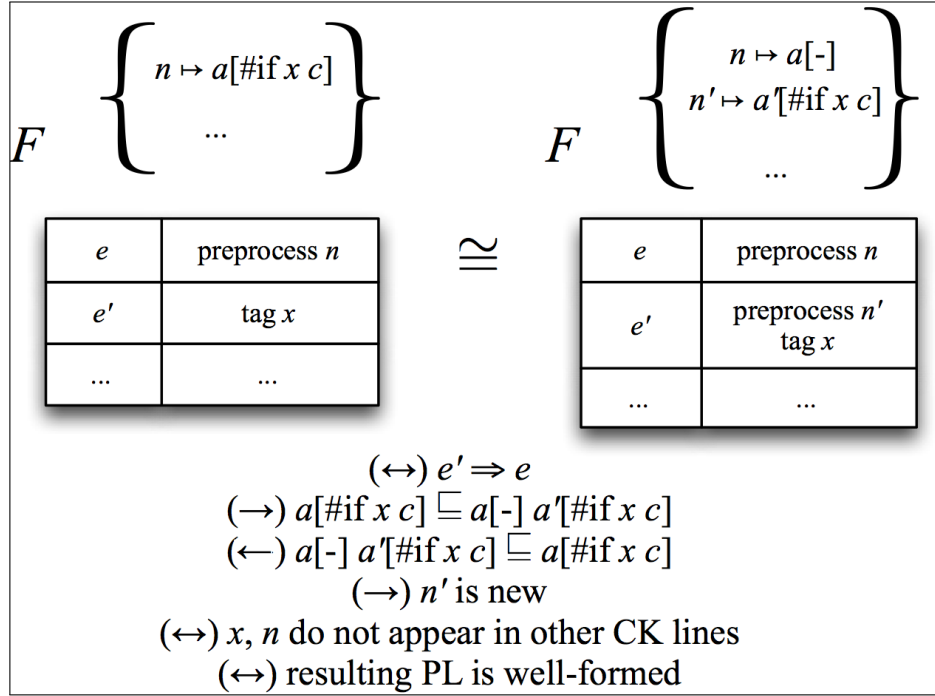 F { n ↦ a[#if x c]
... }
e | preprocess n
e′ | tag x
... | ...
≅
F { n ↦ a[-]
n′ ↦ a′[#if x c]
... }
e | preprocess n
e′ | preprocess n′
tag x
... | ...
(↔) e′ ⇒ e
(→) a[#if x c] ⊑ a[-] a′[#if x c]
(←) a[-] a′[#if x c] ⊑ a[#if x c]
(→) n′ is new
(↔) x, n do not appear in other CK lines
(↔) resulting PL is well-formed